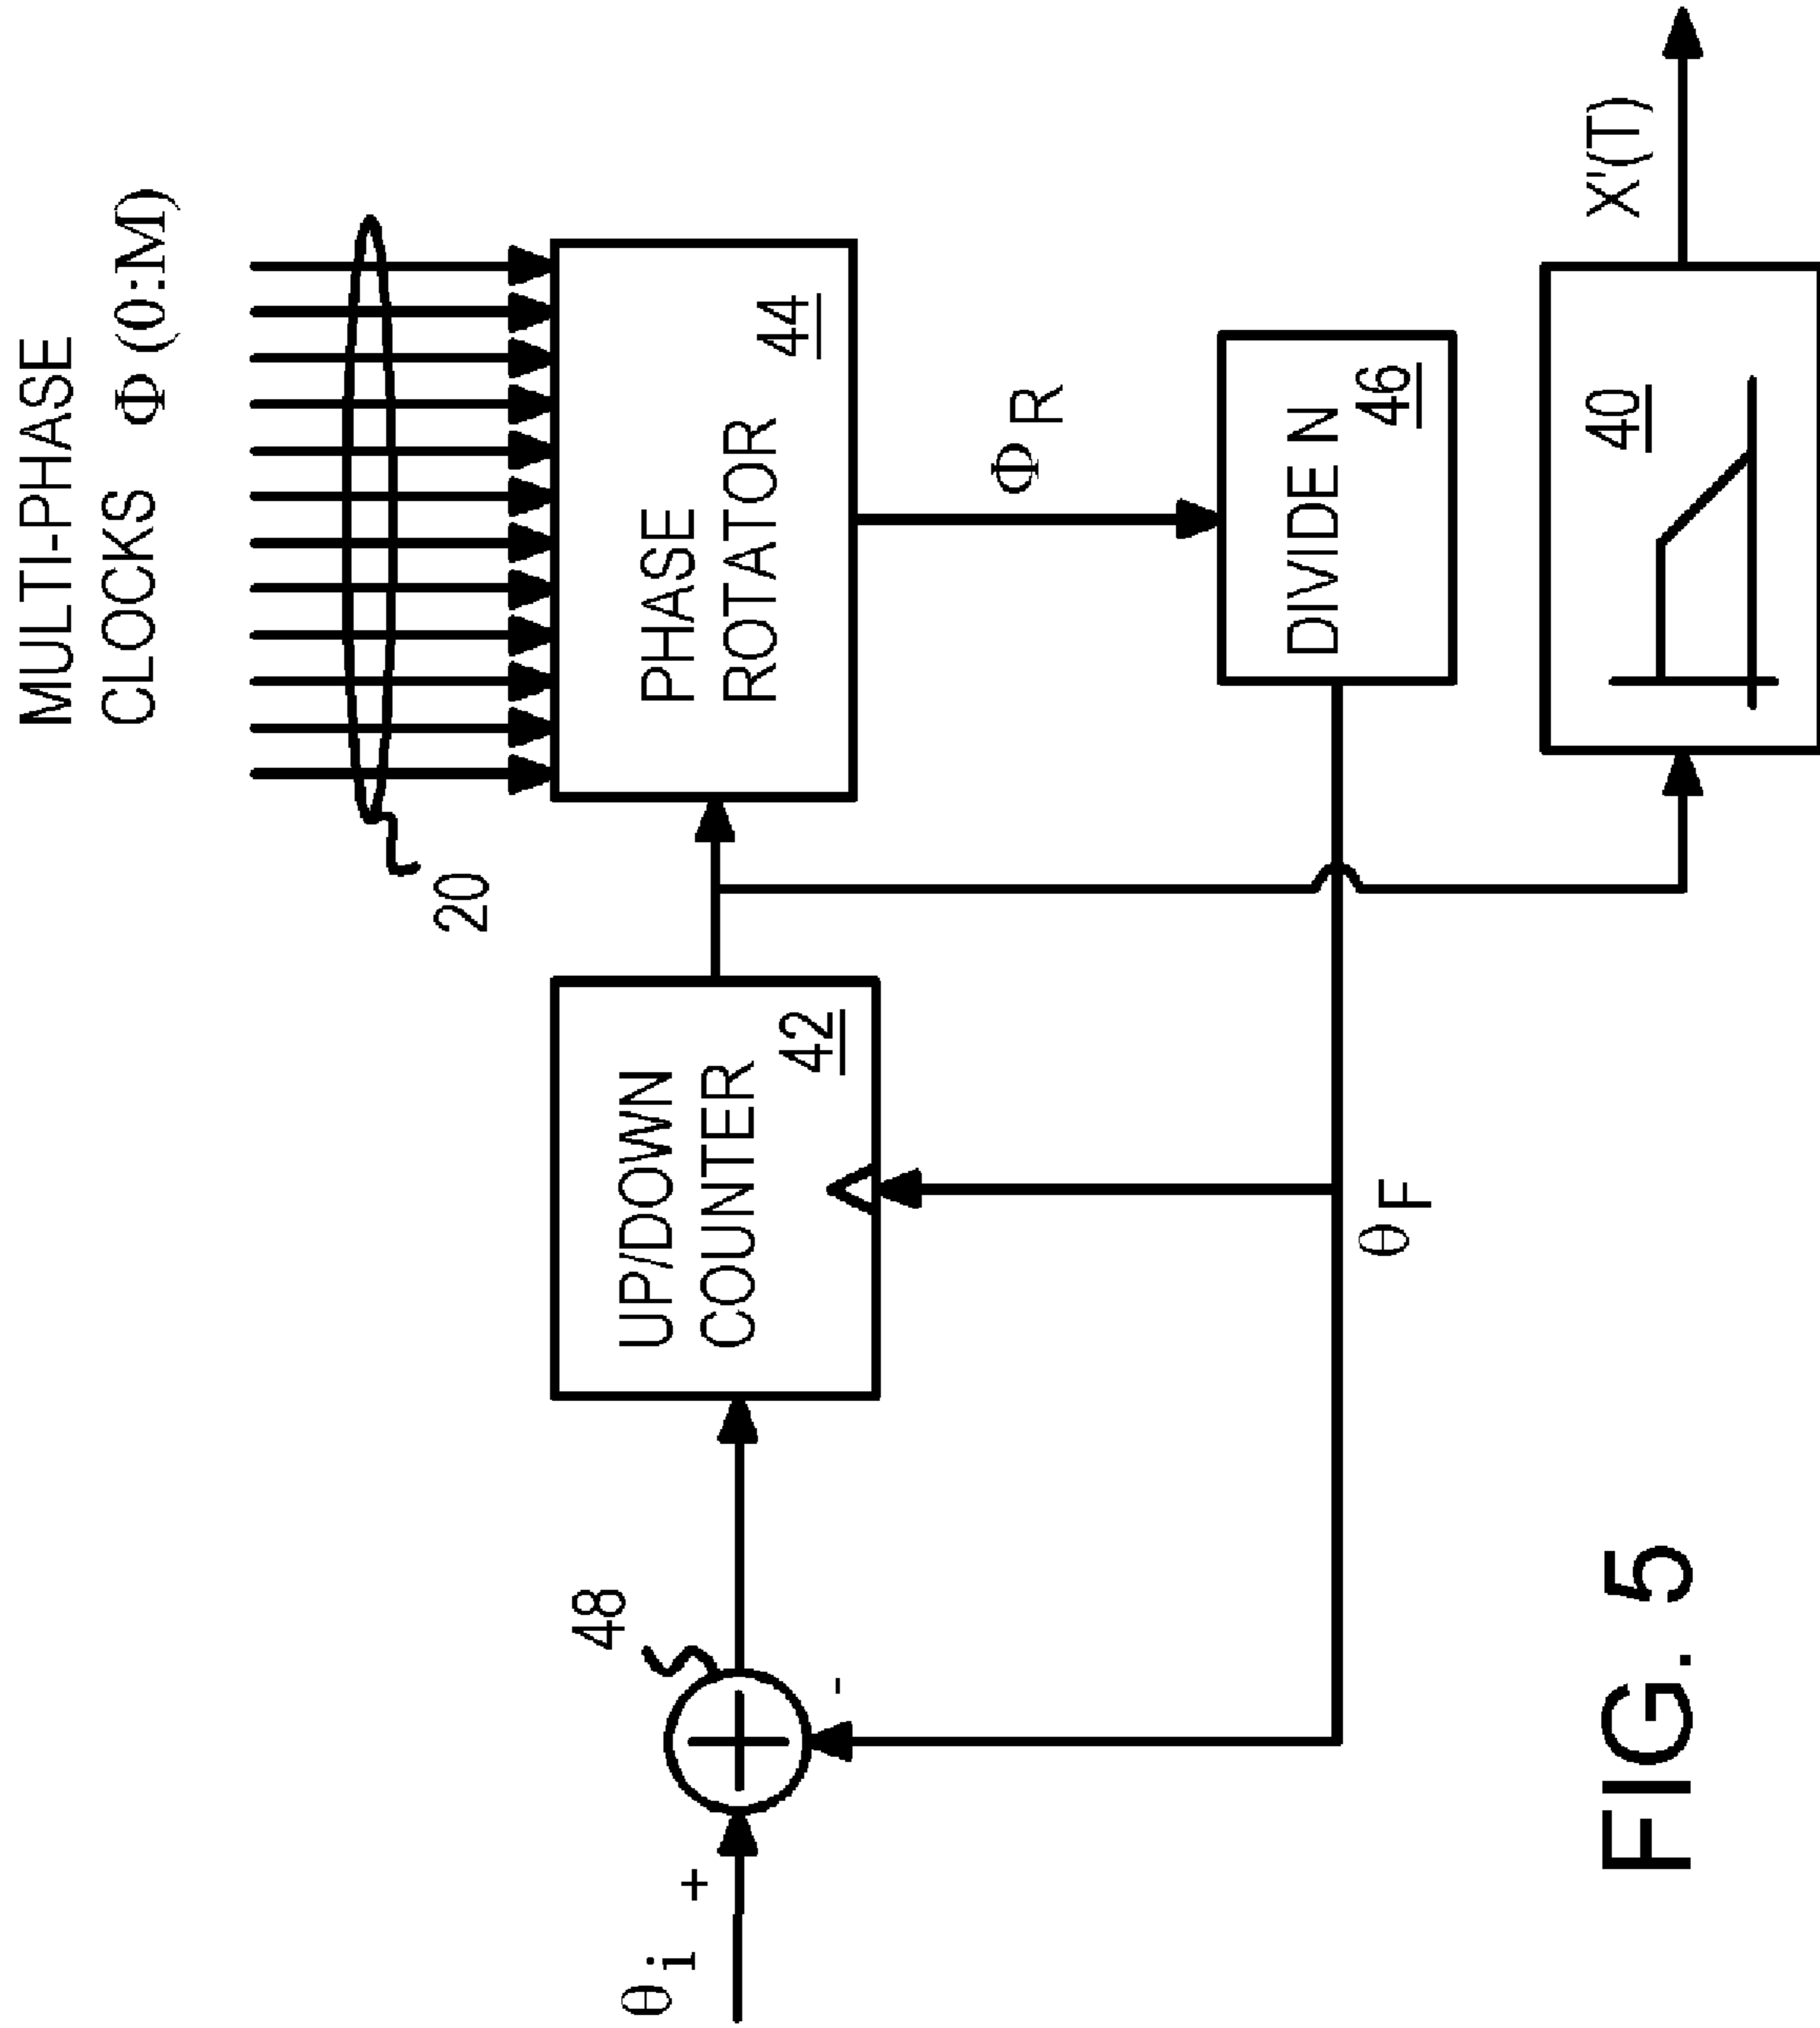 MULTI-PHASE
CLOCKS Φ (0:M)
20
θi
+
48
-
UP/DOWN
COUNTER
42
PHASE
ROTATOR
44
ΦR
DIVIDE N
46
θF
40
X'(T)
FIG. 5